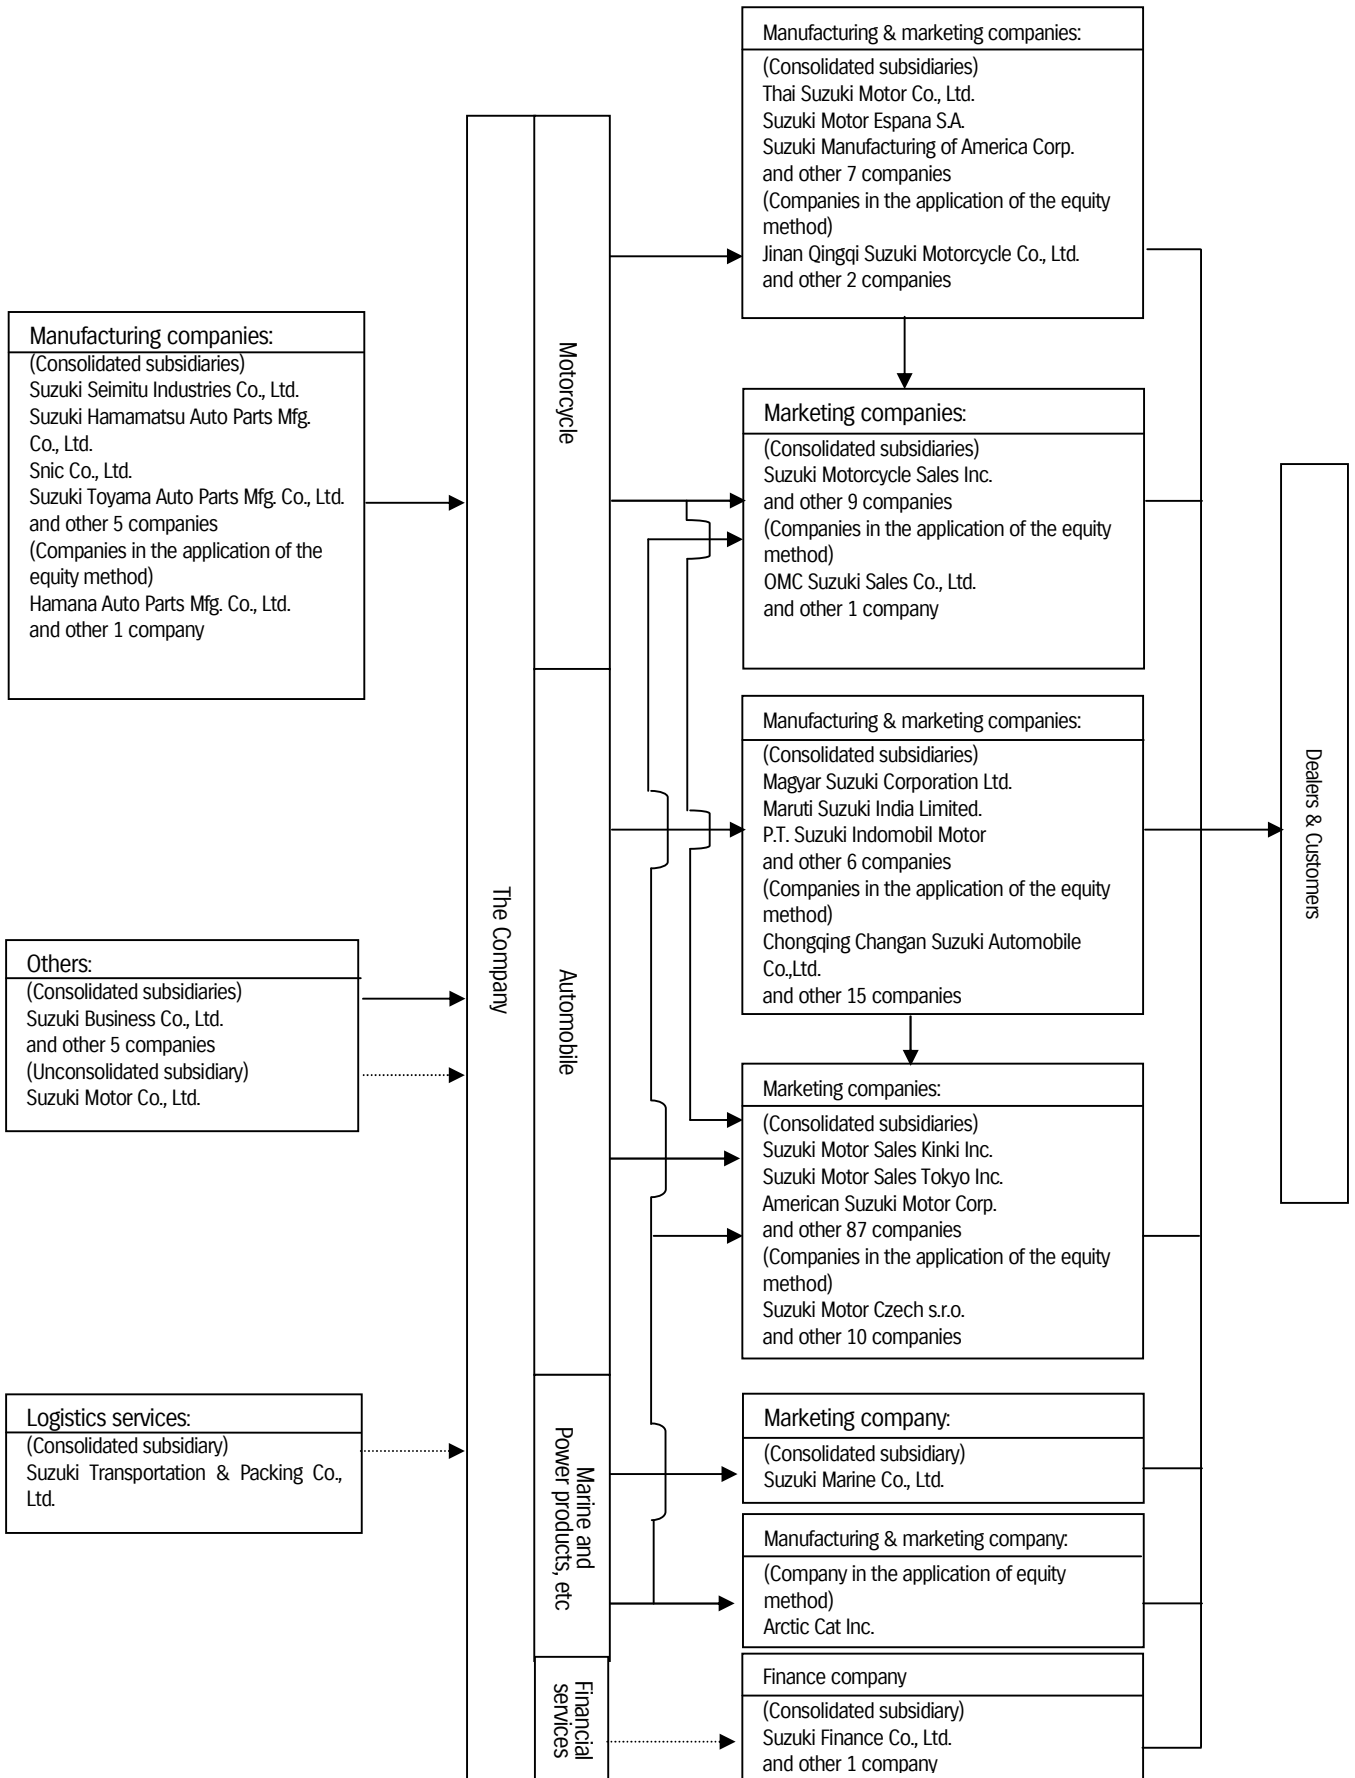 Manufacturing companies:
(Consolidated subsidiaries)
Suzuki Seimitu Industries Co., Ltd.
Suzuki Hamamatsu Auto Parts Mfg.
Co., Ltd.
Snic Co., Ltd.
Suzuki Toyama Auto Parts Mfg. Co., Ltd.
and other 5 companies
(Companies in the application of the
equity method)
Hamana Auto Parts Mfg. Co., Ltd.
and other 1 company
Others:
(Consolidated subsidiaries)
Suzuki Business Co., Ltd.
and other 5 companies
(Unconsolidated subsidiary)
Suzuki Motor Co., Ltd.
Logistics services:
(Consolidated subsidiary)
Suzuki Transportation & Packing Co.,
Ltd.
The Company
Motorcycle
Automobile
Marine and
Power products, etc
Financial
services
Manufacturing & marketing companies:
(Consolidated subsidiaries)
Thai Suzuki Motor Co., Ltd.
Suzuki Motor Espana S.A.
Suzuki Manufacturing of America Corp.
and other 7 companies
(Companies in the application of the equity
method)
Jinan Qingqi Suzuki Motorcycle Co., Ltd.
and other 2 companies
Marketing companies:
(Consolidated subsidiaries)
Suzuki Motorcycle Sales Inc.
and other 9 companies
(Companies in the application of the equity
method)
OMC Suzuki Sales Co., Ltd.
and other 1 company
Manufacturing & marketing companies:
(Consolidated subsidiaries)
Magyar Suzuki Corporation Ltd.
Maruti Suzuki India Limited.
P.T. Suzuki Indomobil Motor
and other 6 companies
(Companies in the application of the equity
method)
Chongqing Changan Suzuki Automobile
Co.,Ltd.
and other 15 companies
Marketing companies:
(Consolidated subsidiaries)
Suzuki Motor Sales Kinki Inc.
Suzuki Motor Sales Tokyo Inc.
American Suzuki Motor Corp.
and other 87 companies
(Companies in the application of the equity
method)
Suzuki Motor Czech s.r.o.
and other 10 companies
Marketing company:
(Consolidated subsidiary)
Suzuki Marine Co., Ltd.
Manufacturing & marketing company:
(Company in the application of equity
method)
Arctic Cat Inc.
Finance company
(Consolidated subsidiary)
Suzuki Finance Co., Ltd.
and other 1 company
Dealers & Customers